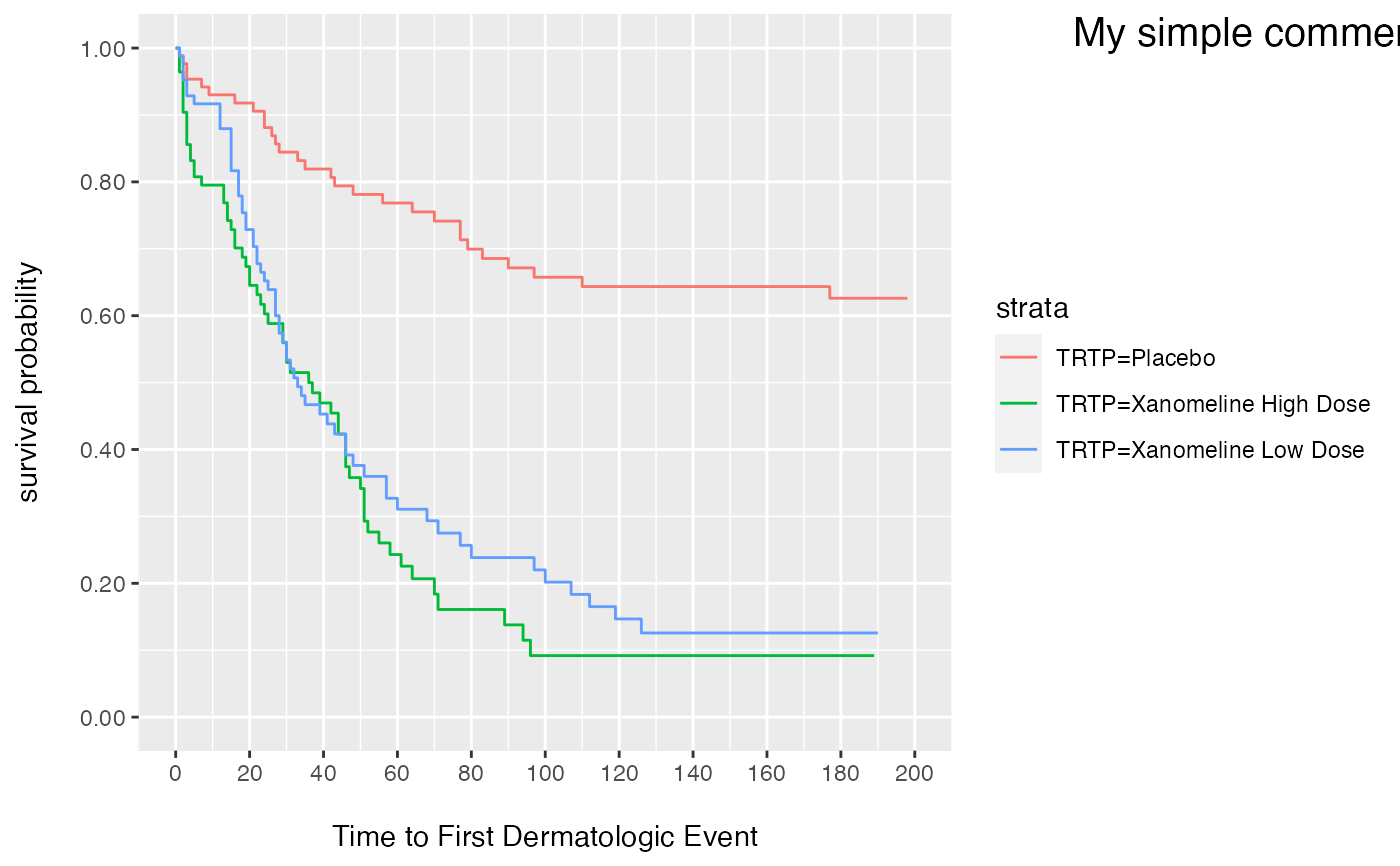 My simple commer
1.00
0.80
0.60
0.40
0.20
0.00
survival probability
0 20 40 60 80 100 120 140 160 180 200
Time to First Dermatologic Event
strata
TRTP=Placebo
TRTP=Xanomeline High Dose
TRTP=Xanomeline Low Dose